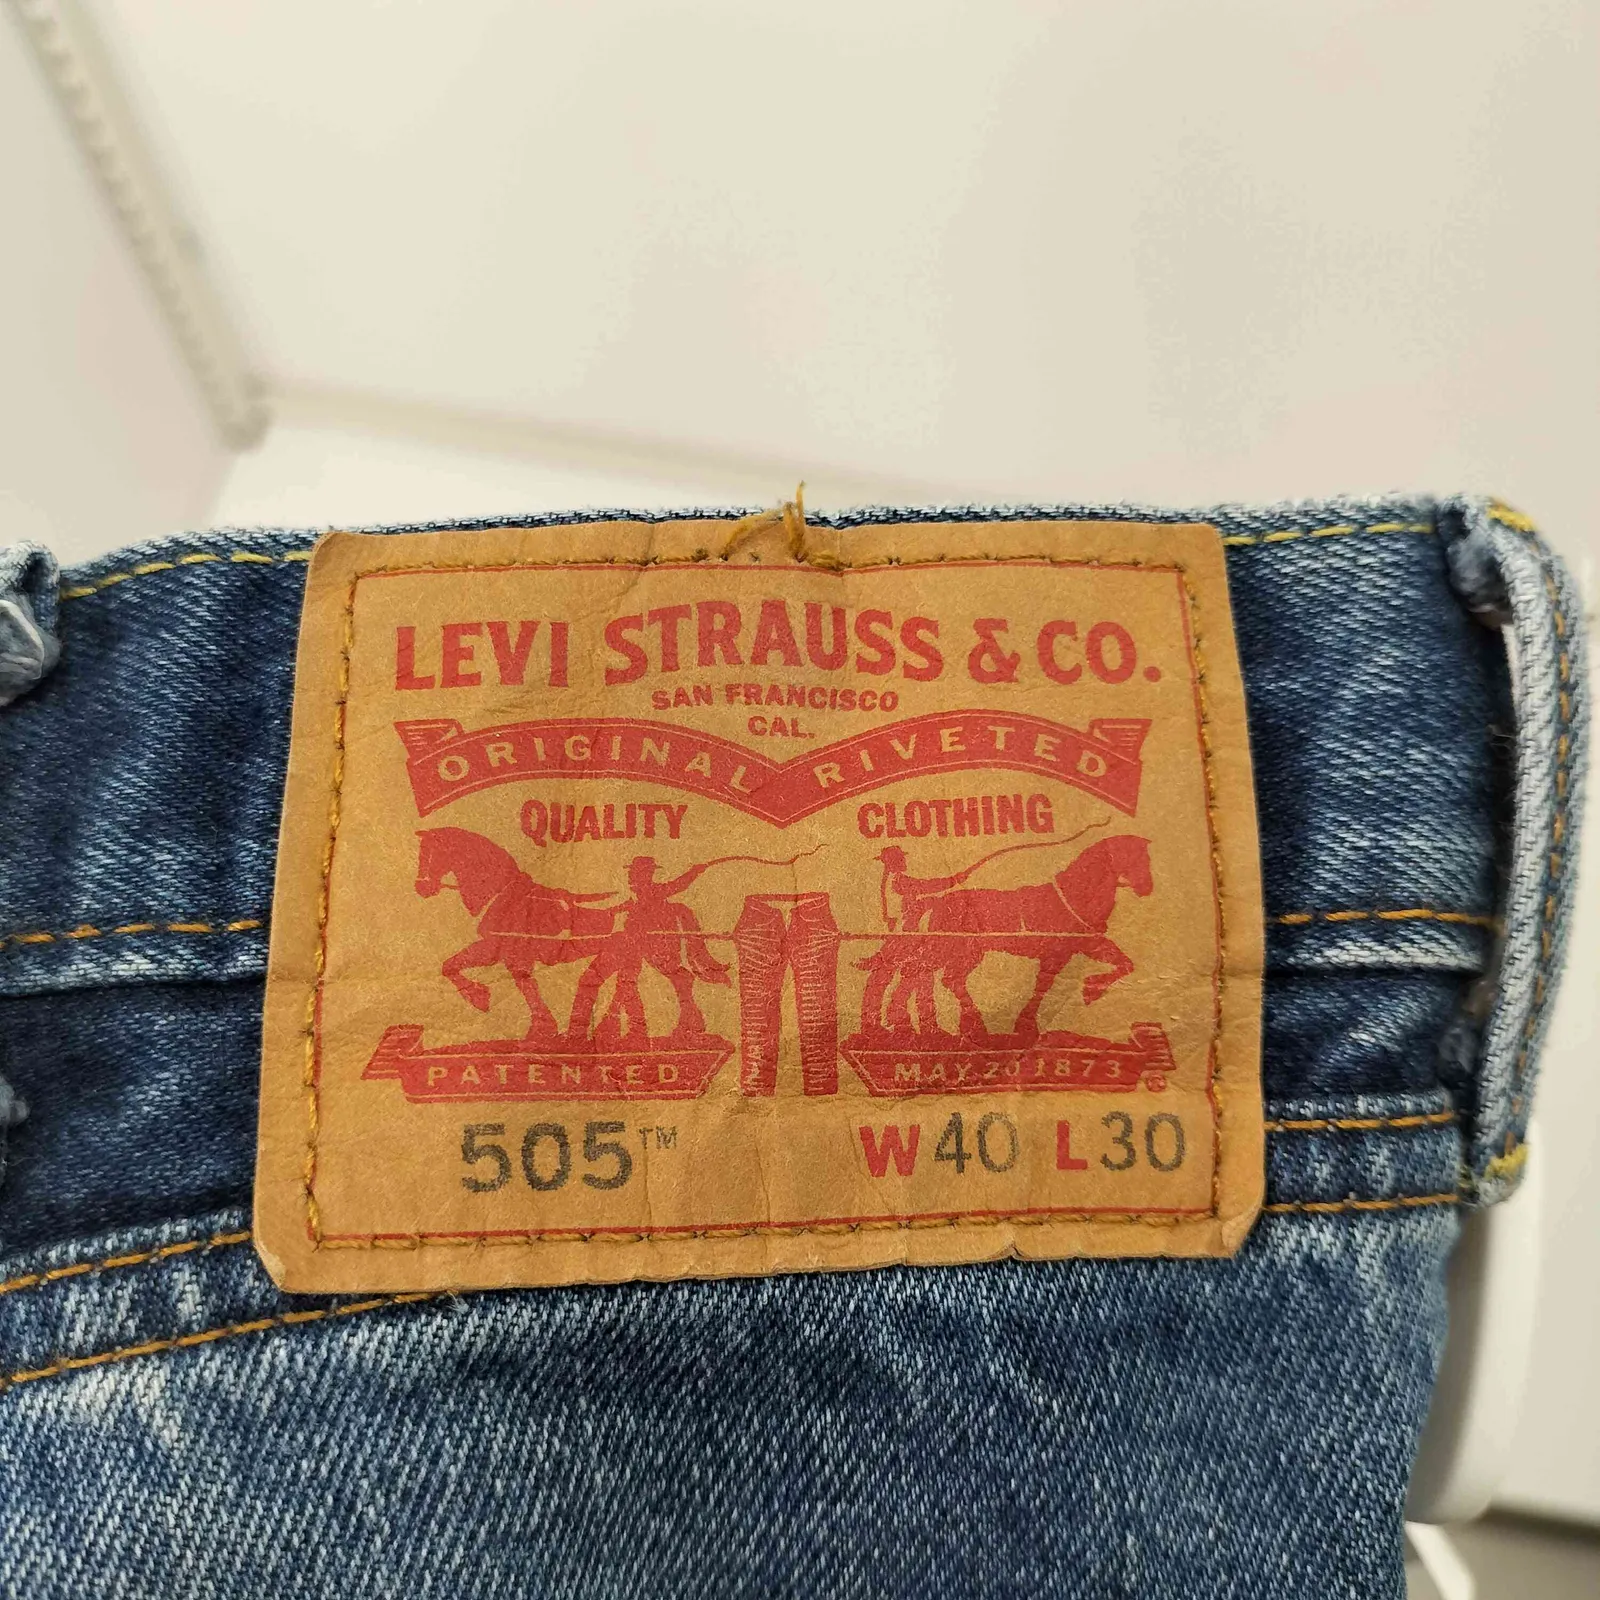 LEVI STRAUSS & CO.
SAN FRANCISCO
CAL.
ORIGINAL RIVETED
QUALITY CLOTHING
PATENTED MAY 20 1873 ®
505™ W40 L30